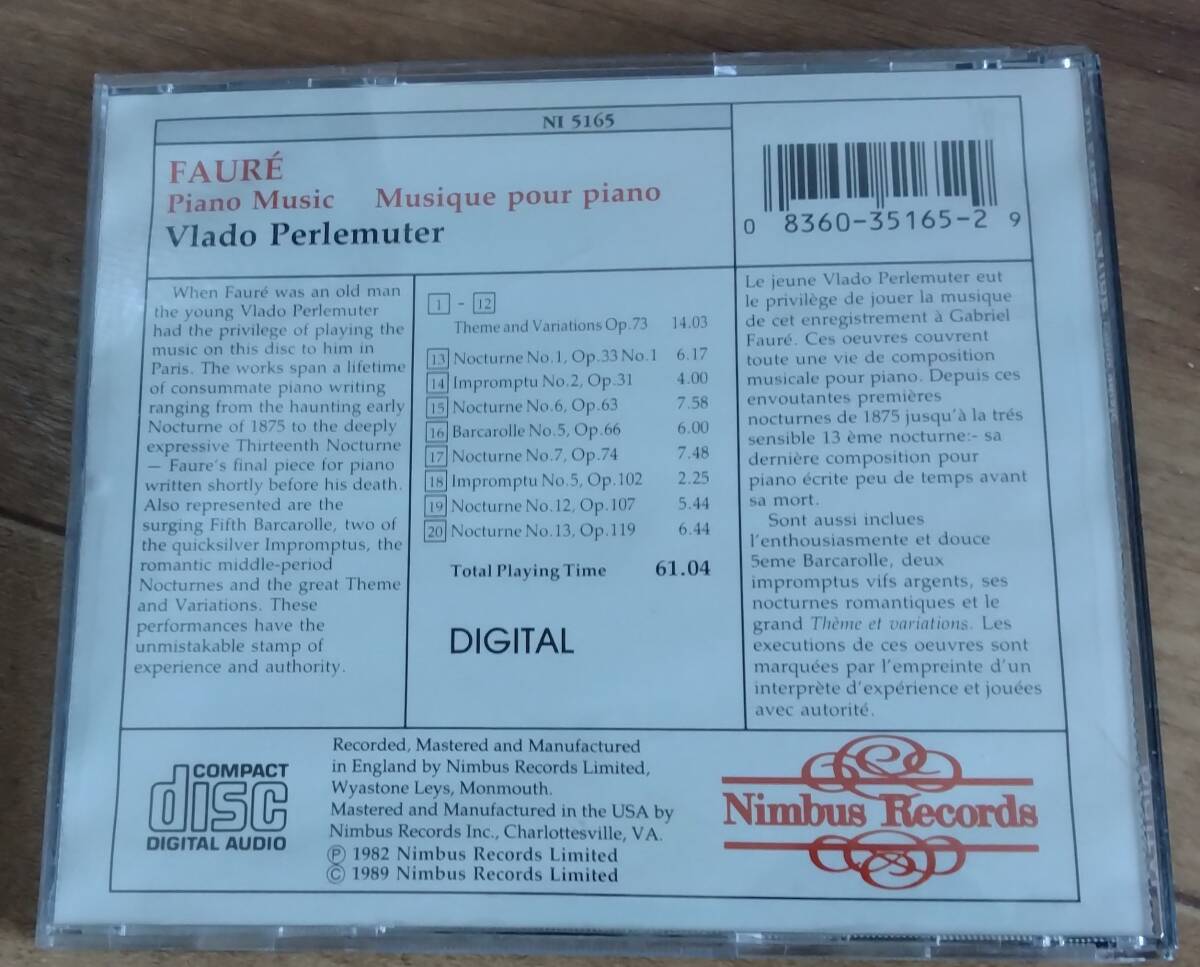 NI 5165
FAURÉ
Piano Music Musique pour piano
Vlado Perlemuter
0 8360-35165-2 9
When Fauré was an old man
the young Vlado Perlemuter
had the privilege of playing the
music on this disc to him in
Paris. The works span a lifetime
of consummate piano writing
ranging from the haunting early
Nocturne of 1875 to the deeply
expressive Thirteenth Nocturne
— Faure's final piece for piano
written shortly before his death.
Also represented are the
surging Fifth Barcarolle, two of
the quicksilver Impromptus, the
romantic middle-period
Nocturnes and the great Theme
and Variations. These
performances have the
unmistakable stamp of
experience and authority.
1 - 12
Theme and Variations Op.73 14.03
13 Nocturne No.1, Op.33 No.1 6.17
14 Impromptu No.2, Op.31 4.00
15 Nocturne No.6, Op.63 7.58
16 Barcarolle No.5, Op.66 6.00
17 Nocturne No.7, Op.74 7.48
18 Impromptu No.5, Op.102 2.25
19 Nocturne No.12, Op.107 5.44
20 Nocturne No.13, Op.119 6.44
Total Playing Time 61.04
DIGITAL
Le jeune Vlado Perlemuter eut
le privilège de jouer la musique
de cet enregistrement à Gabriel
Fauré. Ces oeuvres couvrent
toute une vie de composition
musicale pour piano. Depuis ces
envoutantes premières
nocturnes de 1875 jusqu'à la trés
sensible 13 ème nocturne:- sa
dernière composition pour
piano écrite peu de temps avant
sa mort.
Sont aussi inclues
l'enthousiasmente et douce
5eme Barcarolle, deux
impromptus vifs argents, ses
nocturnes romantiques et le
grand Thème et variations. Les
executions de ces oeuvres sont
marquées par l'empreinte d'un
interprète d'expérience et jouées
avec autorité.
COMPACT
disc
DIGITAL AUDIO
Recorded, Mastered and Manufactured
in England by Nimbus Records Limited,
Wyastone Leys, Monmouth.
Mastered and Manufactured in the USA by
Nimbus Records Inc., Charlottesville, VA.
Ⓟ 1982 Nimbus Records Limited
© 1989 Nimbus Records Limited
Nimbus Records